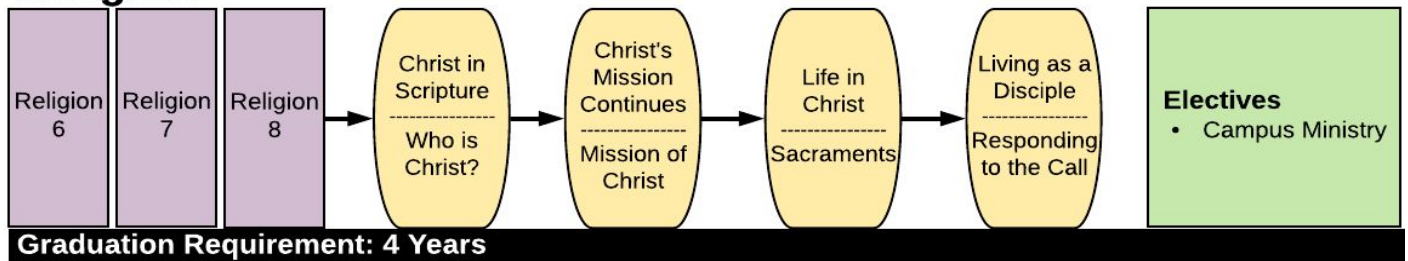 Religion
6
Religion
7
Religion
8
Christ in
Scripture
----------------
Who is
Christ?
Christ's
Mission
Continues
----------------
Mission of
Christ
Life in
Christ
----------------
Sacraments
Living as a
Disciple
----------------
Responding
to the Call
Electives
• Campus Ministry
Graduation Requirement: 4 Years